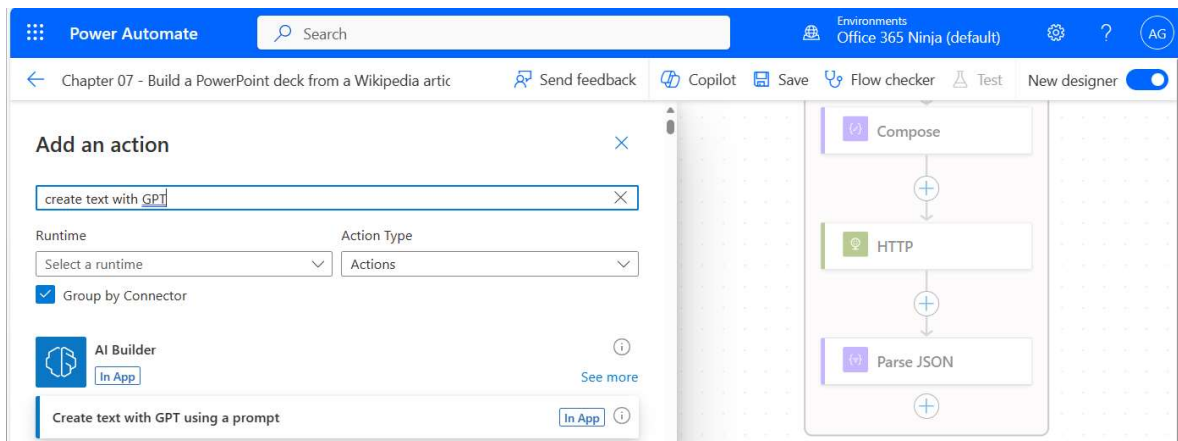 Power Automate
Search
Environments
Office 365 Ninja (default)
?
AG
Chapter 07 - Build a PowerPoint deck from a Wikipedia artic
Send feedback
Copilot
Save
Flow checker
Test
New designer
Add an action
create text with GPT
Runtime
Action Type
Select a runtime
Actions
Group by Connector
AI Builder
In App
See more
Create text with GPT using a prompt
In App
Compose
HTTP
Parse JSON